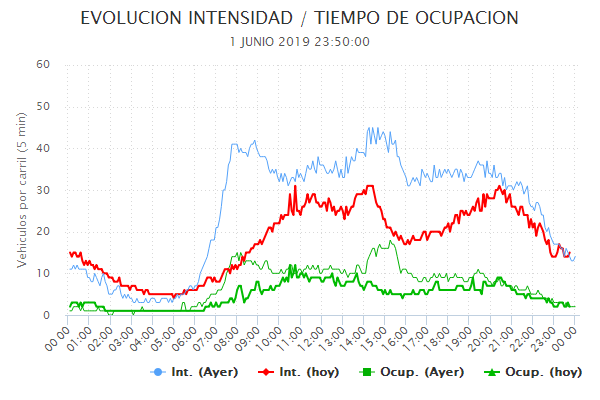 EVOLUCION INTENSIDAD / TIEMPO DE OCUPACION
1 JUNIO 2019 23:50:00
Vehiculos por carril (5 min)
60
50
40
30
20
10
0
00:00 01:00 02:00 03:00 04:00 05:00 06:00 07:00 08:00 09:00 10:00 11:00 12:00 13:00 14:00 15:00 16:00 17:00 18:00 19:00 20:00 21:00 22:00 23:00 00:00
Int. (Ayer) Int. (hoy) Ocup. (Ayer) Ocup. (hoy)